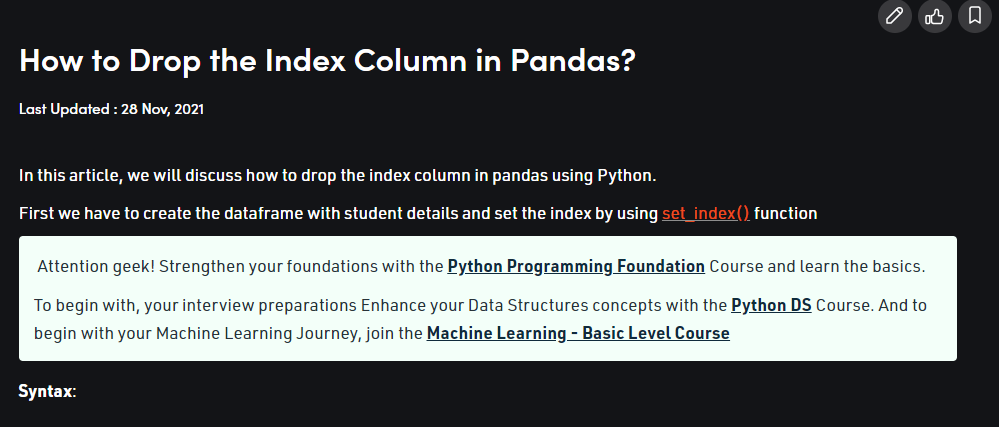 How to Drop the Index Column in Pandas?
Last Updated : 28 Nov, 2021
In this article, we will discuss how to drop the index column in pandas using Python.
First we have to create the dataframe with student details and set the index by using set_index() function
Attention geek! Strengthen your foundations with the Python Programming Foundation Course and learn the basics.
To begin with, your interview preparations Enhance your Data Structures concepts with the Python DS Course. And to
begin with your Machine Learning Journey, join the Machine Learning - Basic Level Course
Syntax: